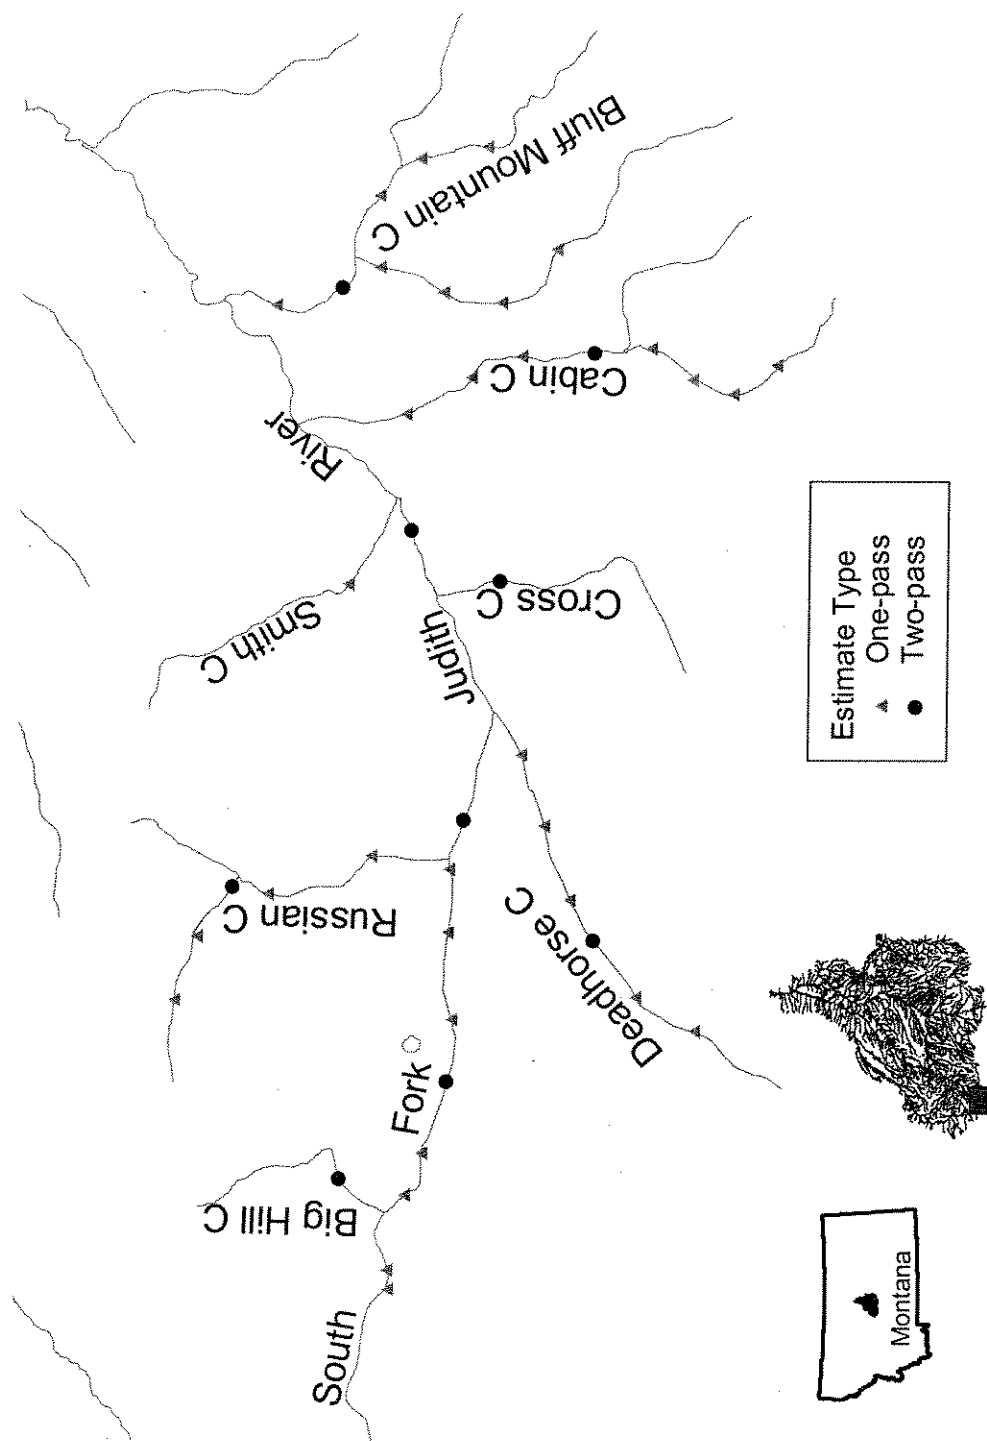 South
Fork
Judith
River
Big Hill C
Russian C
Smith C
Deadhorse C
Cross C
Cabin C
Bluff Mountain C
Estimate Type
One-pass
Two-pass
Montana